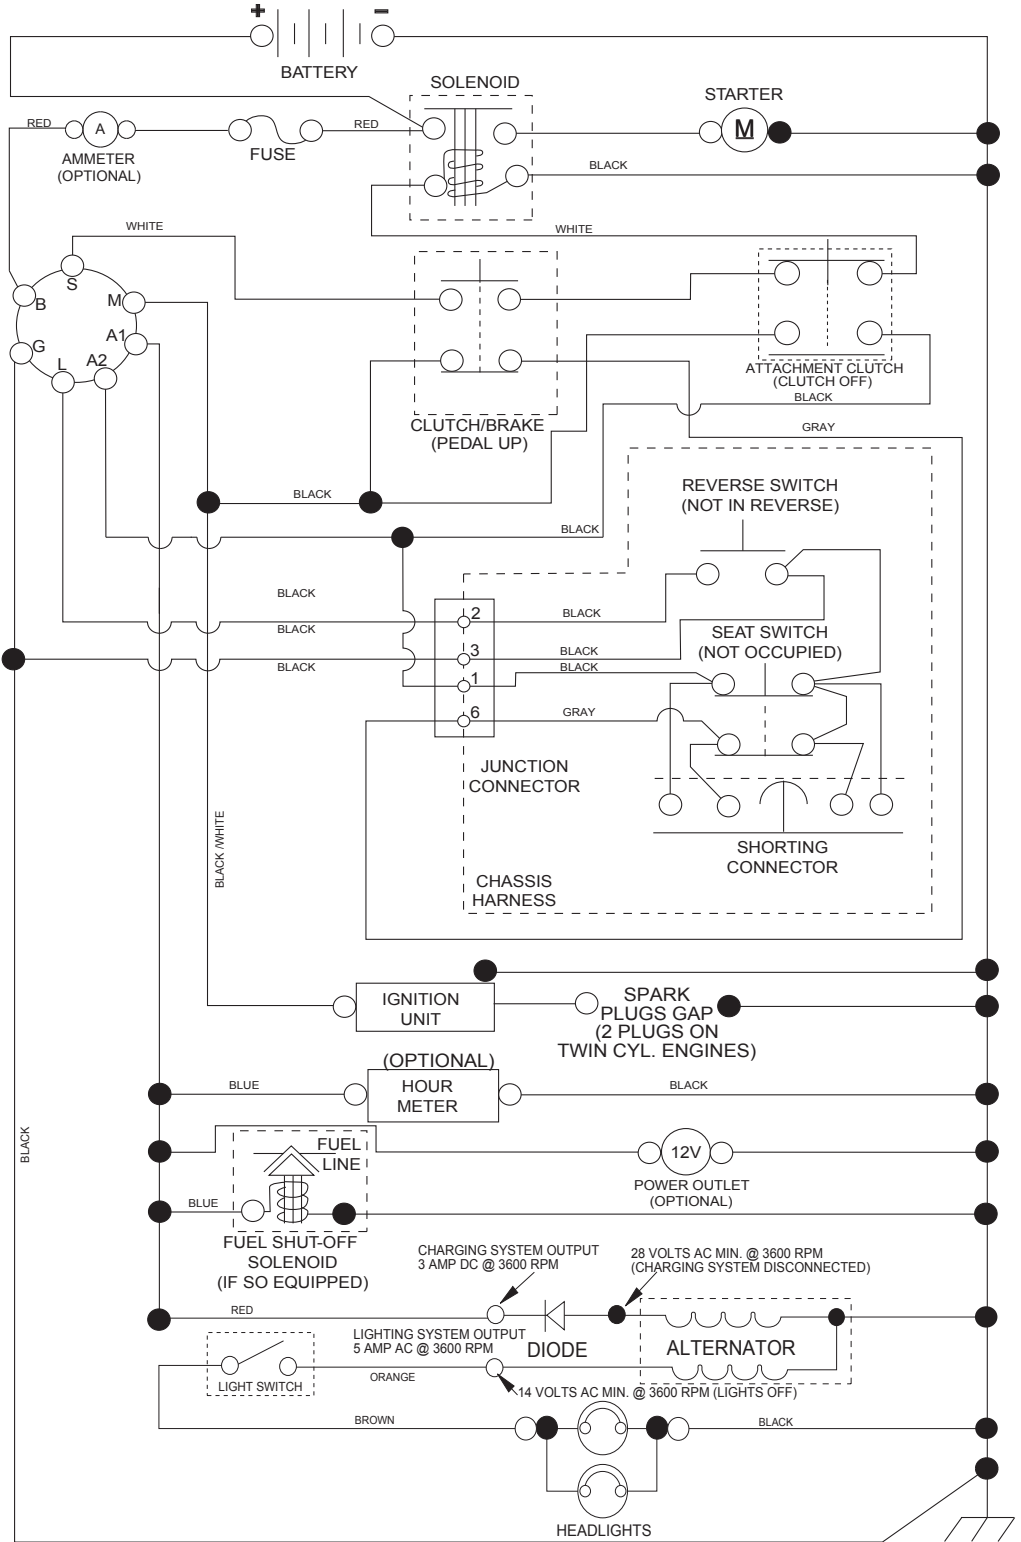 + −
BATTERY
SOLENOID
STARTER
RED
A
RED
M
AMMETER
(OPTIONAL)
FUSE
BLACK
WHITE
WHITE
S
B
M
A1
G
L
A2
ATTACHMENT CLUTCH
(CLUTCH OFF)
BLACK
CLUTCH/BRAKE
(PEDAL UP)
GRAY
REVERSE SWITCH
(NOT IN REVERSE)
BLACK
BLACK
BLACK
2
BLACK
BLACK
SEAT SWITCH
(NOT OCCUPIED)
3
BLACK
BLACK
BLACK
1
6
GRAY
JUNCTION
CONNECTOR
BLACK /WHITE
SHORTING
CONNECTOR
CHASSIS
HARNESS
IGNITION
UNIT
SPARK
PLUGS GAP
(2 PLUGS ON
TWIN CYL. ENGINES)
(OPTIONAL)
BLUE
HOUR
METER
BLACK
BLACK
FUEL
LINE
12V
POWER OUTLET
(OPTIONAL)
BLUE
FUEL SHUT-OFF
SOLENOID
(IF SO EQUIPPED)
CHARGING SYSTEM OUTPUT
3 AMP DC @ 3600 RPM
28 VOLTS AC MIN. @ 3600 RPM
(CHARGING SYSTEM DISCONNECTED)
RED
LIGHTING SYSTEM OUTPUT
5 AMP AC @ 3600 RPM
DIODE
ALTERNATOR
LIGHT SWITCH
ORANGE
14 VOLTS AC MIN. @ 3600 RPM (LIGHTS OFF)
BROWN
BLACK
HEADLIGHTS